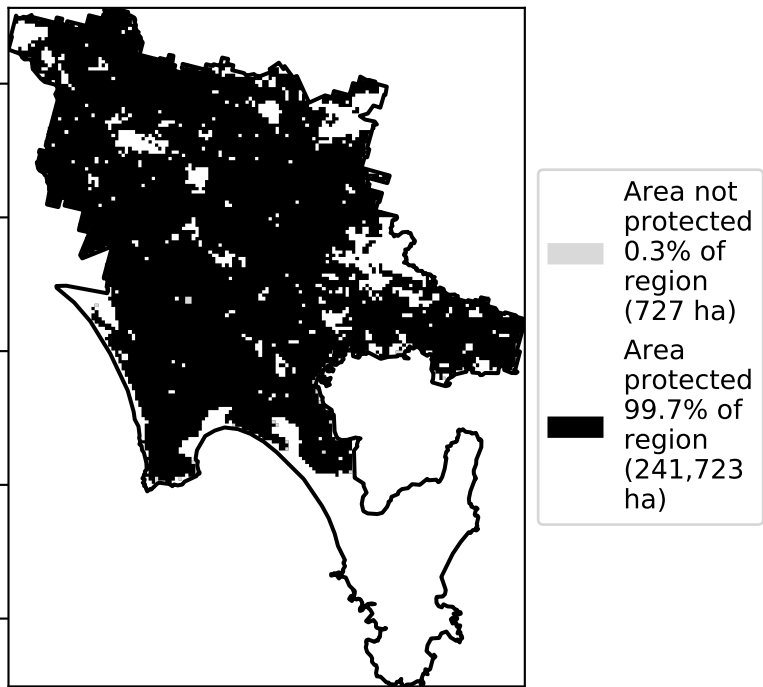 Area not
protected
0.3% of
region
(727 ha)
Area
protected
99.7% of
region
(241,723
ha)